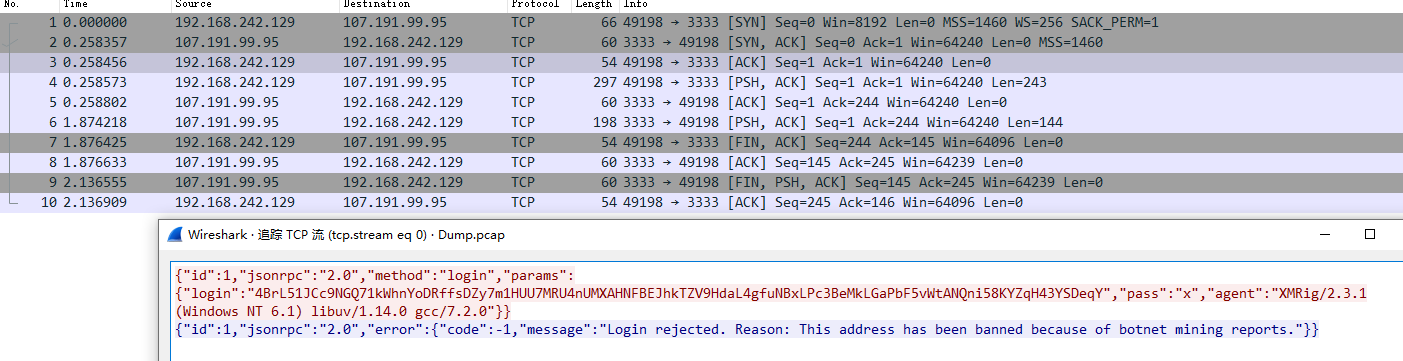 No. Time Source Destination Protocol Length Info
1 0.000000 192.168.242.129 107.191.99.95 TCP 66 49198 → 3333 [SYN] Seq=0 Win=8192 Len=0 MSS=1460 WS=256 SACK_PERM=1
2 0.258357 107.191.99.95 192.168.242.129 TCP 60 3333 → 49198 [SYN, ACK] Seq=0 Ack=1 Win=64240 Len=0 MSS=1460
3 0.258456 192.168.242.129 107.191.99.95 TCP 54 49198 → 3333 [ACK] Seq=1 Ack=1 Win=64240 Len=0
4 0.258573 192.168.242.129 107.191.99.95 TCP 297 49198 → 3333 [PSH, ACK] Seq=1 Ack=1 Win=64240 Len=243
5 0.258802 107.191.99.95 192.168.242.129 TCP 60 3333 → 49198 [ACK] Seq=1 Ack=244 Win=64240 Len=0
6 1.874218 107.191.99.95 192.168.242.129 TCP 198 3333 → 49198 [PSH, ACK] Seq=1 Ack=244 Win=64240 Len=144
7 1.876425 192.168.242.129 107.191.99.95 TCP 54 49198 → 3333 [FIN, ACK] Seq=244 Ack=145 Win=64096 Len=0
8 1.876633 107.191.99.95 192.168.242.129 TCP 60 3333 → 49198 [ACK] Seq=145 Ack=245 Win=64239 Len=0
9 2.136555 107.191.99.95 192.168.242.129 TCP 60 3333 → 49198 [FIN, PSH, ACK] Seq=145 Ack=245 Win=64239 Len=0
10 2.136909 192.168.242.129 107.191.99.95 TCP 54 49198 → 3333 [ACK] Seq=245 Ack=146 Win=64096 Len=0
Wireshark · 追踪 TCP 流 (tcp.stream eq 0) · Dump.pcap
{"id":1,"jsonrpc":"2.0","method":"login","params":
{"login":"4BrL51JCc9NGQ71kWhnYoDRffsDZy7m1HUU7MRU4nUMXAHNFBEJhkTZV9HdaL4gfuNBxLPc3BeMkLGaPbF5vWtANQni58KYZqH43YSDeqY","pass":"x","agent":"XMRig/2.3.1
(Windows NT 6.1) libuv/1.14.0 gcc/7.2.0"}}
{"id":1,"jsonrpc":"2.0","error":{"code":-1,"message":"Login rejected. Reason: This address has been banned because of botnet mining reports."}}